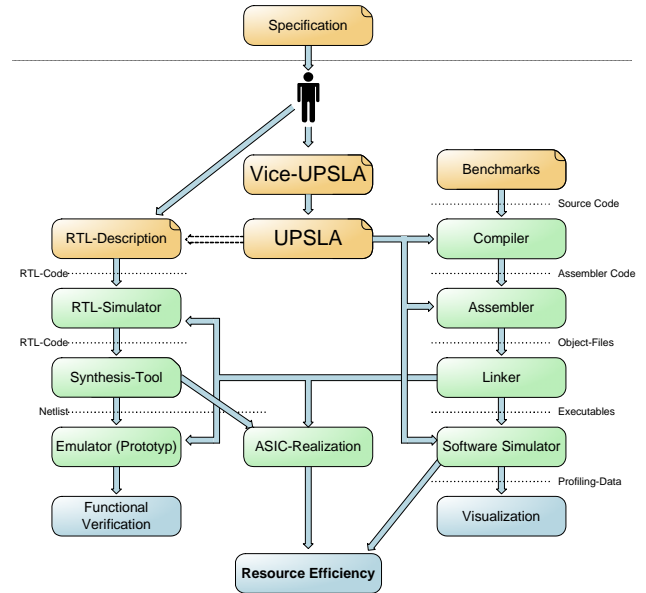 Specification
Vice-UPSLA
Benchmarks
Source Code
RTL-Description
UPSLA
Compiler
RTL-Code
Assembler Code
RTL-Simulator
Assembler
RTL-Code
Object-Files
Synthesis-Tool
Linker
Netlist
Executables
Emulator (Prototyp)
ASIC-Realization
Software Simulator
Profiling-Data
Functional
Verification
Visualization
Resource Efficiency